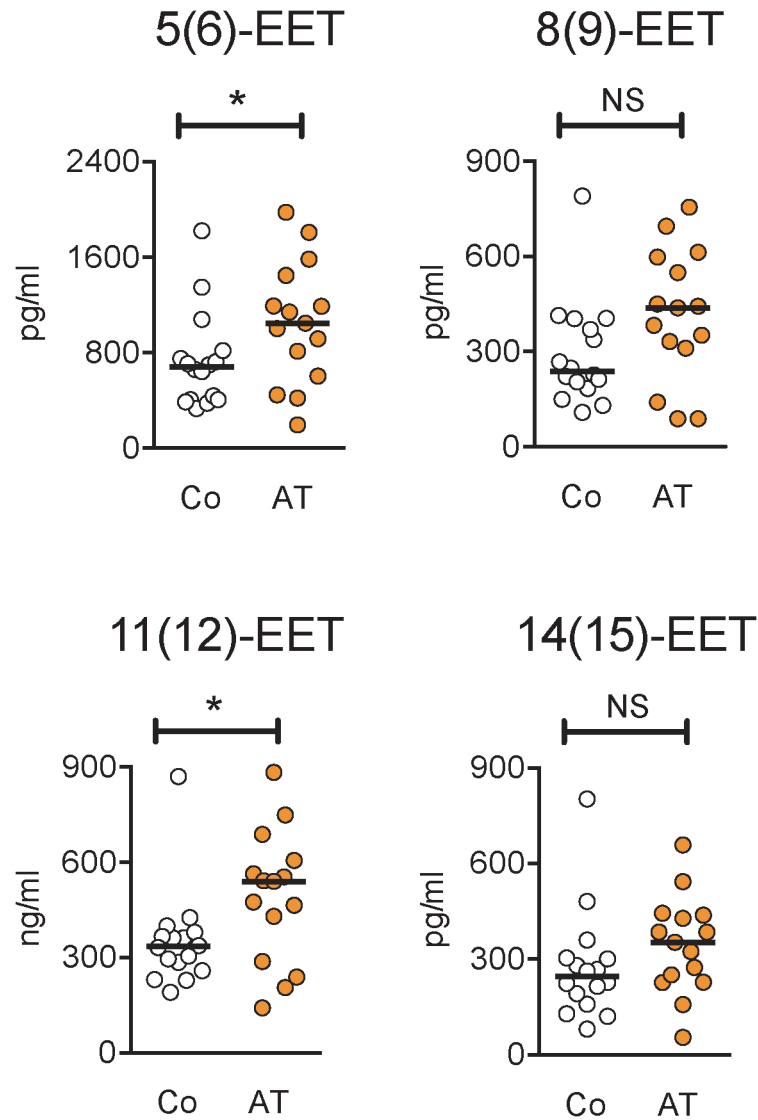 5(6)-EET
8(9)-EET
*
NS
2400
1600
800
0
pg/ml
Co
AT
900
600
300
0
pg/ml
Co
AT
11(12)-EET
14(15)-EET
*
NS
900
600
300
0
ng/ml
Co
AT
900
600
300
0
pg/ml
Co
AT